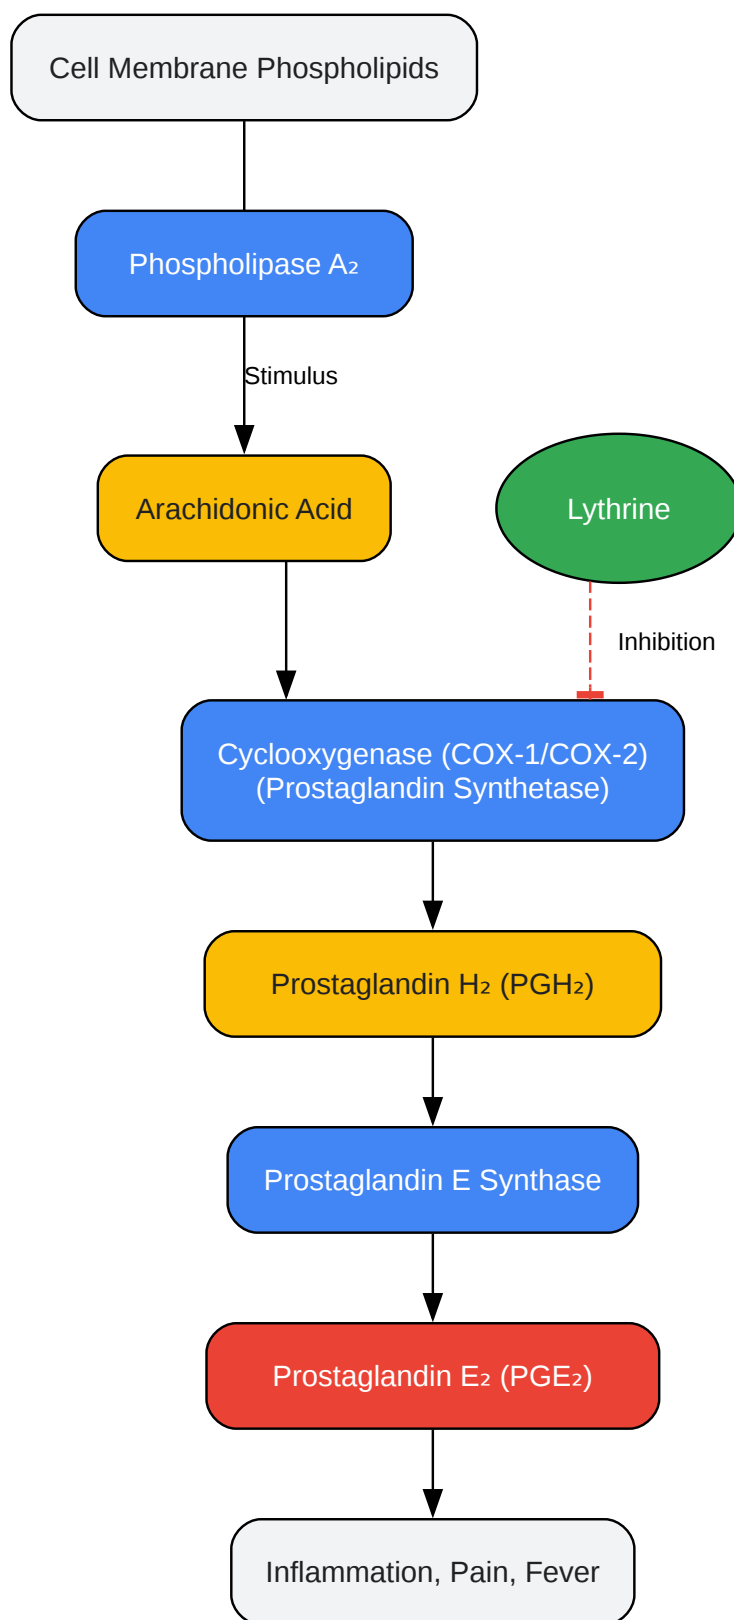 Cell Membrane Phospholipids
Phospholipase A₂
Stimulus
Arachidonic Acid
Lythrine
Inhibition
Cyclooxygenase (COX-1/COX-2)
(Prostaglandin Synthetase)
Prostaglandin H₂ (PGH₂)
Prostaglandin E Synthase
Prostaglandin E₂ (PGE₂)
Inflammation, Pain, Fever